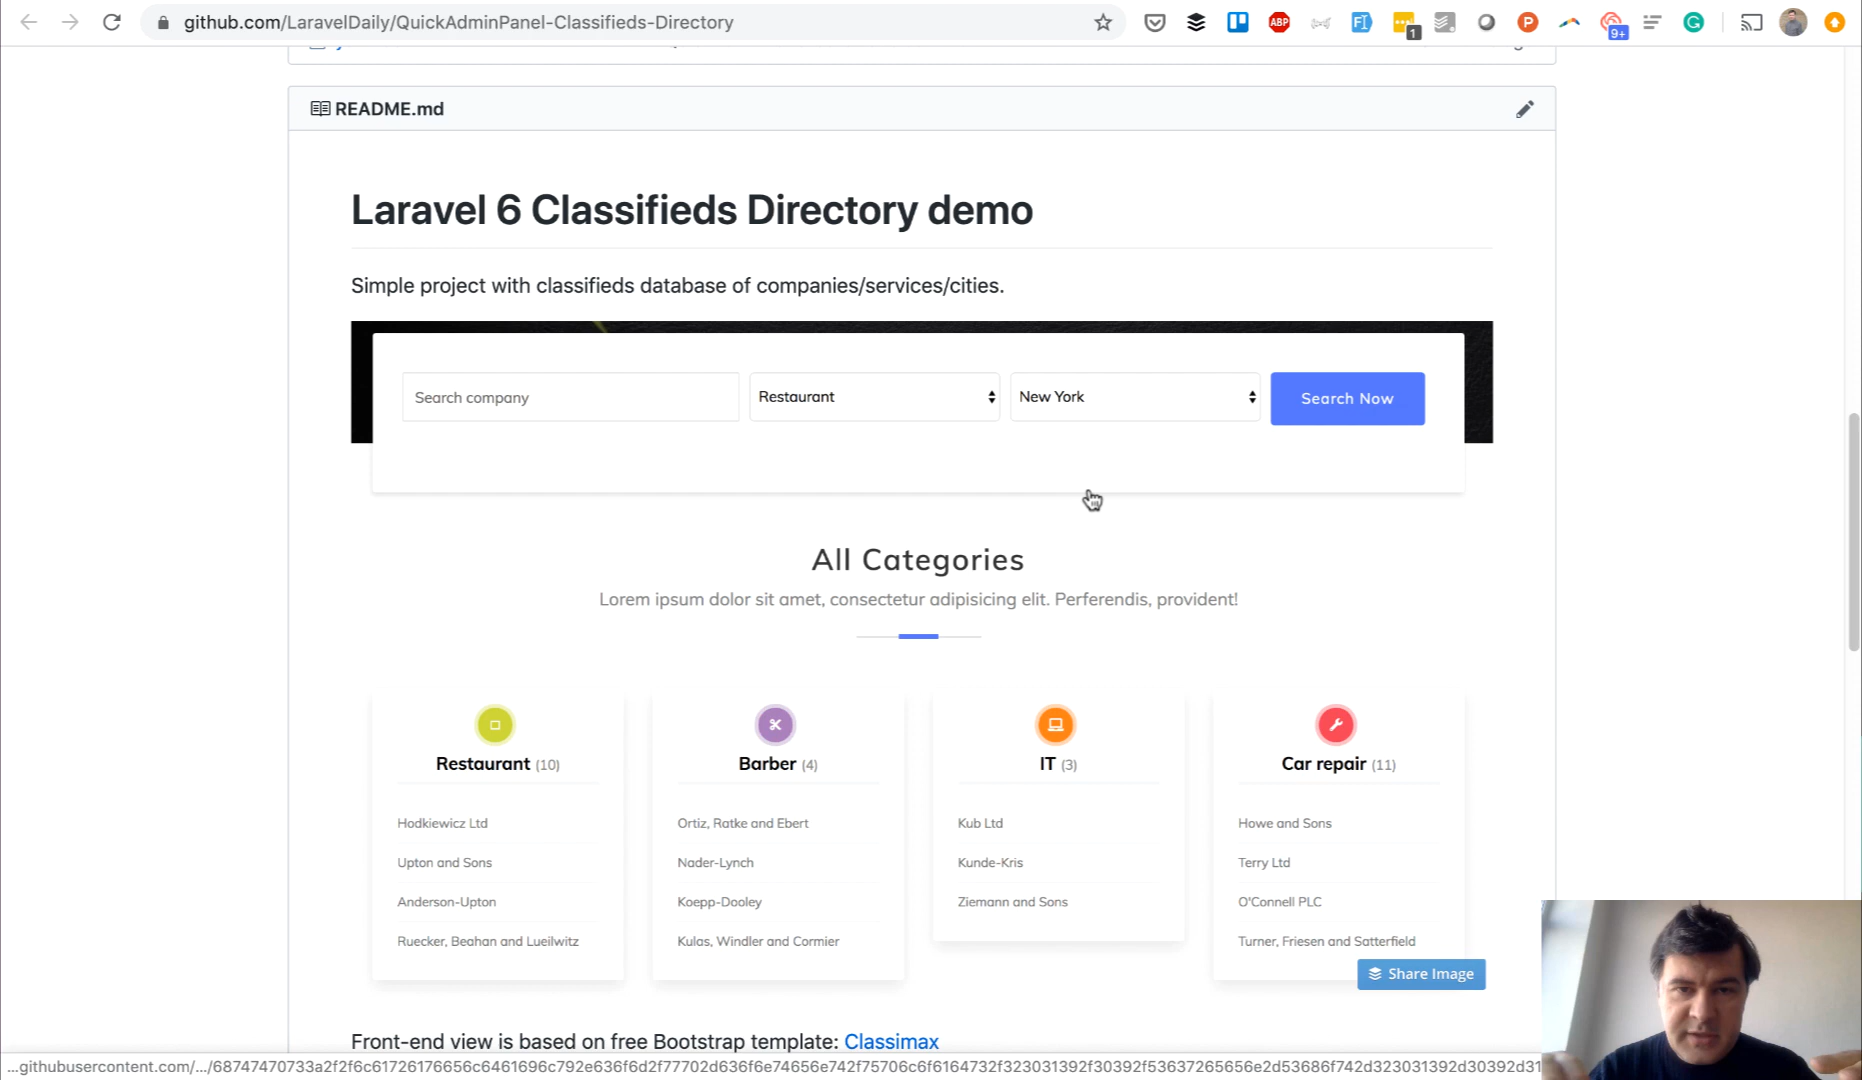 github.com/LaravelDaily/QuickAdminPanel-Classifieds-Directory
ABP
1
P
9+
G
README.md
Laravel 6 Classifieds Directory demo
Simple project with classifieds database of companies/services/cities.
Search company
Restaurant
New York
Search Now
All Categories
Lorem ipsum dolor sit amet, consectetur adipisicing elit. Perferendis, provident!
Restaurant (10)
Hodkiewicz Ltd
Upton and Sons
Anderson-Upton
Ruecker, Beahan and Lueilwitz
Barber (4)
Ortiz, Ratke and Ebert
Nader-Lynch
Koepp-Dooley
Kulas, Windler and Cormier
IT (3)
Kub Ltd
Kunde-Kris
Ziemann and Sons
Car repair (11)
Howe and Sons
Terry Ltd
O'Connell PLC
Turner, Friesen and Satterfield
Share Image
Front-end view is based on free Bootstrap template: Classimax